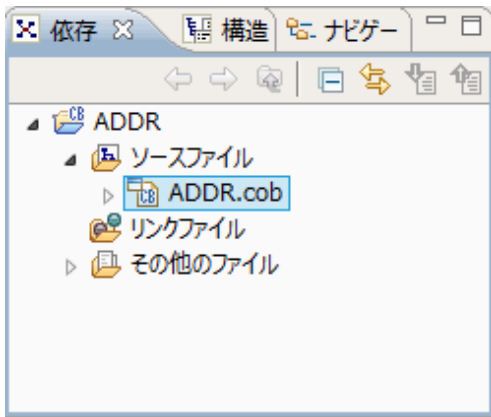 依存 構造 ナビゲー
ADDR
ソースファイル
ADDR.cob
リンクファイル
その他のファイル